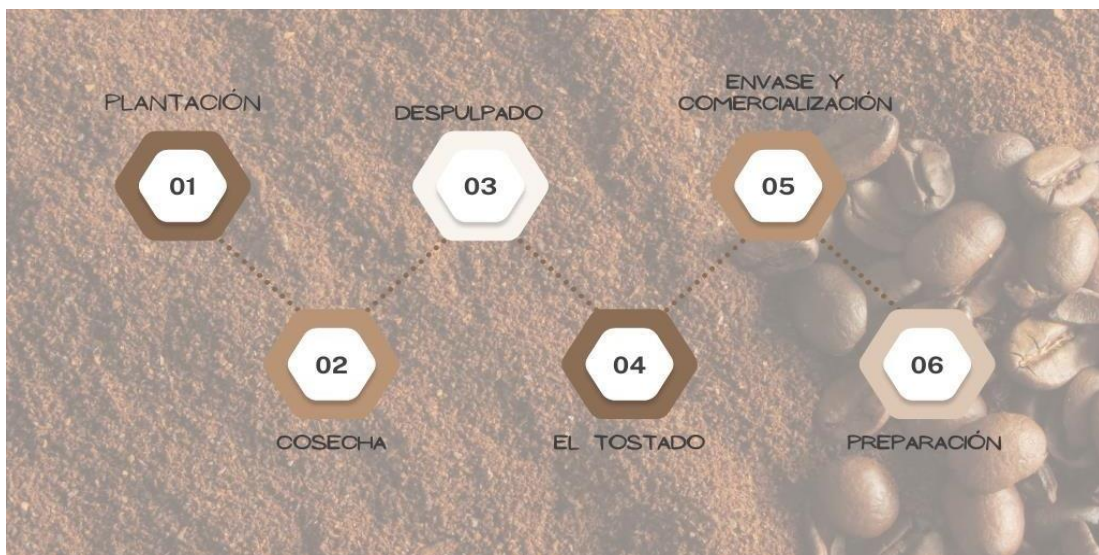 PLANTACIÓN
01
02
COSECHA
DESPULPADO
03
04
EL TOSTADO
ENVASE Y
COMERCIALIZACIÓN
05
06
PREPARACIÓN